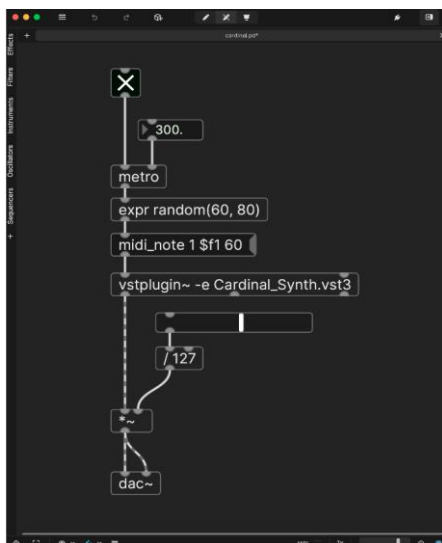 cardinal.pd*
Effects
Filters
Instruments
Oscillators
Sequencers
300.
metro
expr random(60, 80)
midi_note 1 $f1 60
vstplugin~ -e Cardinal_Synth.vst3
/ 127
*~
dac~